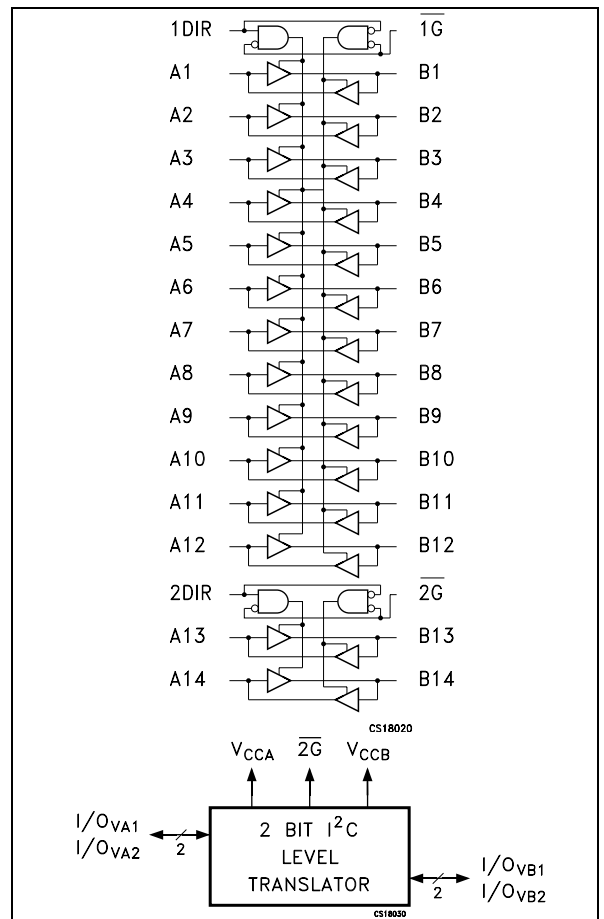 1DIR 1G
A1 B1
A2 B2
A3 B3
A4 B4
A5 B5
A6 B6
A7 B7
A8 B8
A9 B9
A10 B10
A11 B11
A12 B12
2DIR 2G
A13 B13
A14 B14
CS18020
VCCA 2G VCCB
I/OVA1
I/OVA2
2
2 BIT I²C
LEVEL
TRANSLATOR
2
I/OVB1
I/OVB2
CS18030